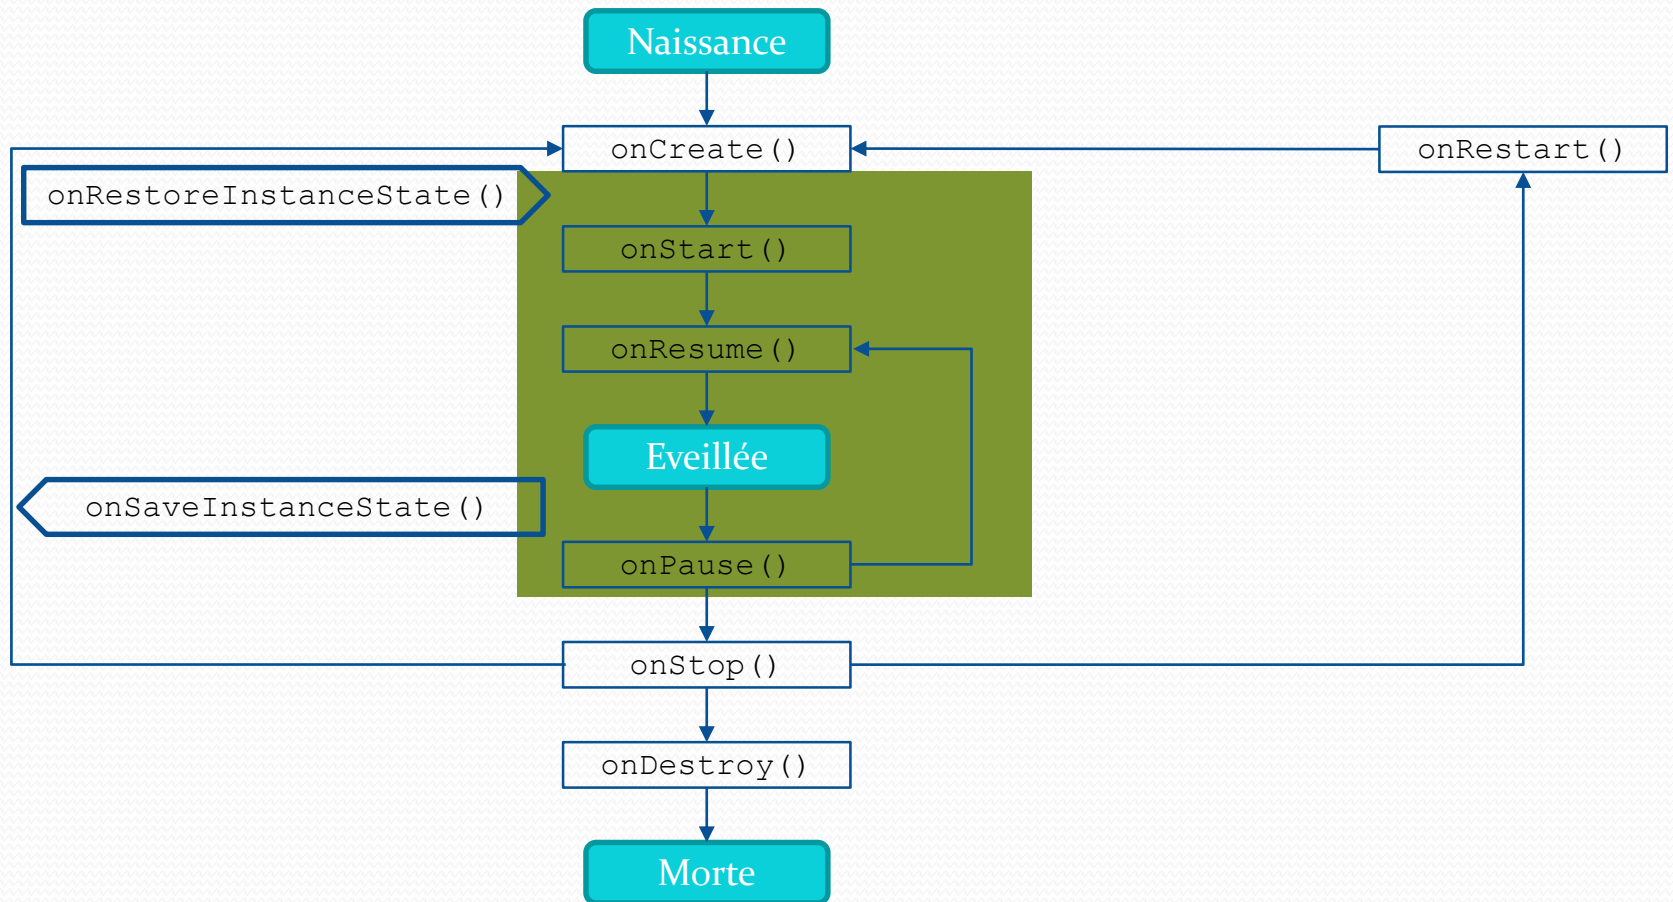 Naissance
onCreate()
onRestart()
onRestoreInstanceState()
onStart()
onResume()
Eveillée
onSaveInstanceState()
onPause()
onStop()
onDestroy()
Morte